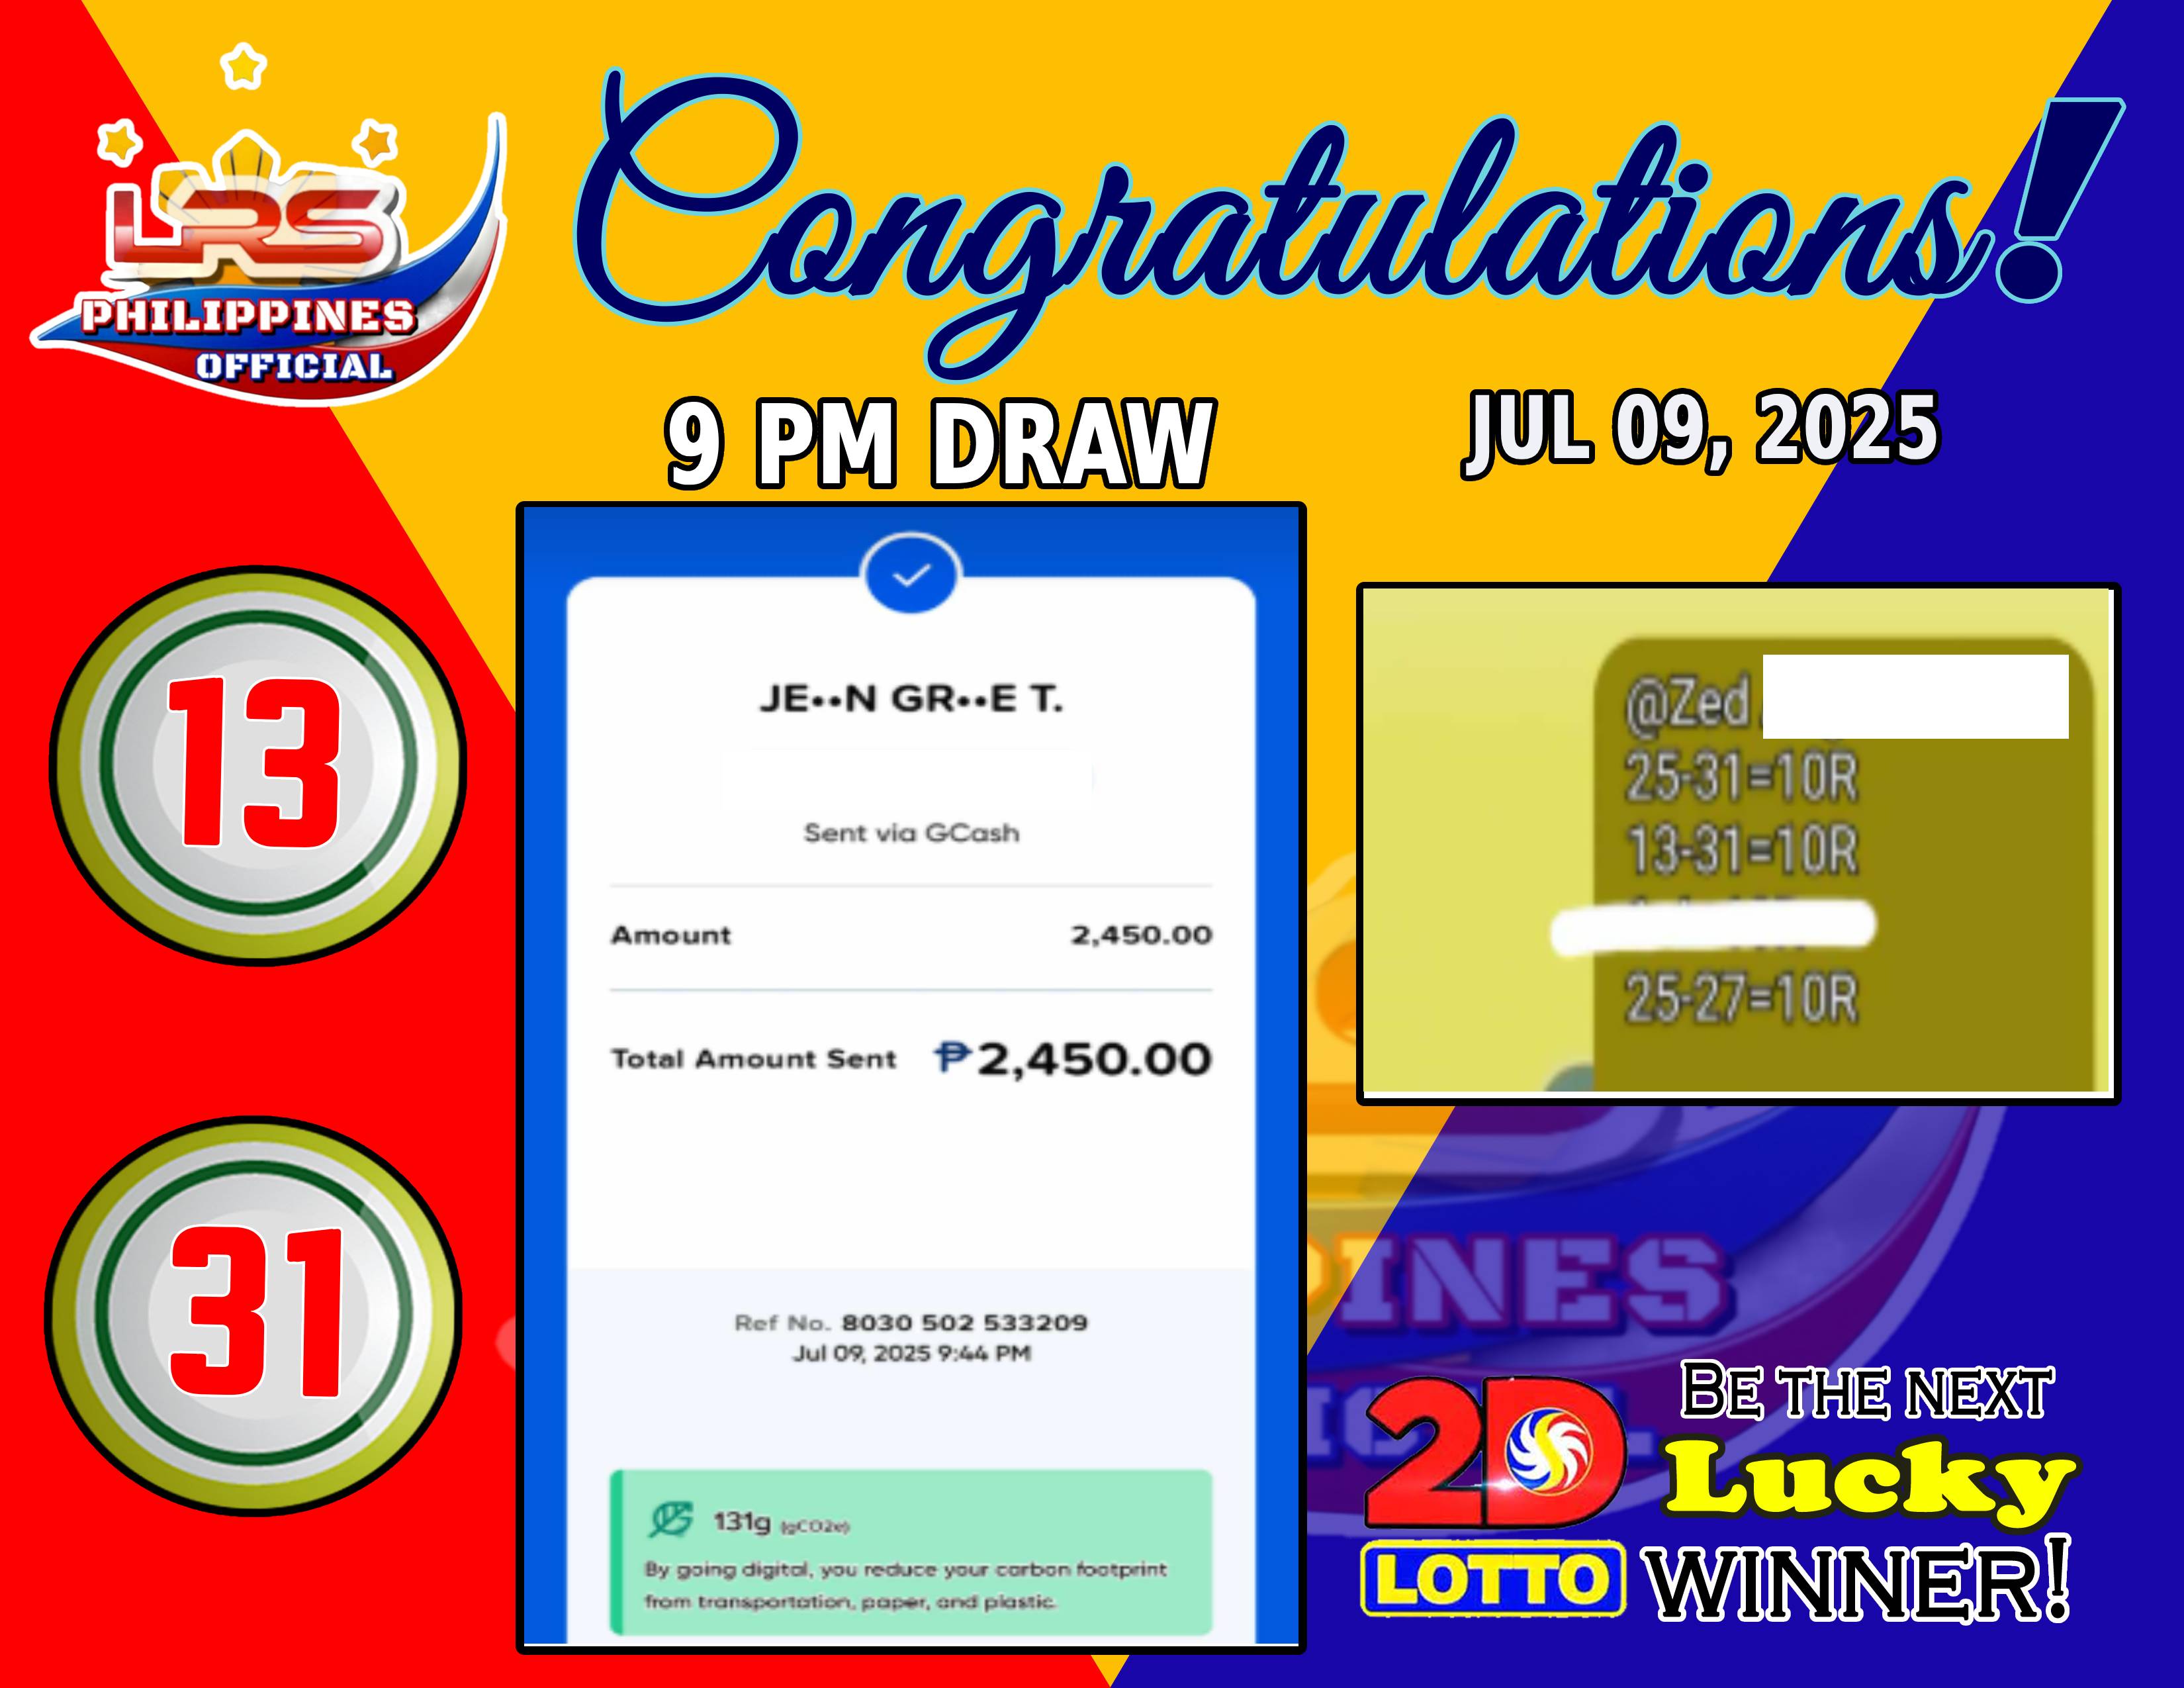 LRS
PHILIPPINES
OFFICIAL
Congratulations!
9 PM DRAW
JUL 09, 2025
13
31
JE••N GR••E T.
Sent via GCash
Amount 2,450.00
Total Amount Sent ₱2,450.00
Ref No. 8030 502 533209
Jul 09, 2025 9:44 PM
131g (gCO2e)
By going digital, you reduce your carbon footprint
from transportation, paper, and plastic.
@Zed
25-31=10R
13-31=10R
25-27=10R
PINES
2D
LOTTO
BE THE NEXT
Lucky
WINNER!